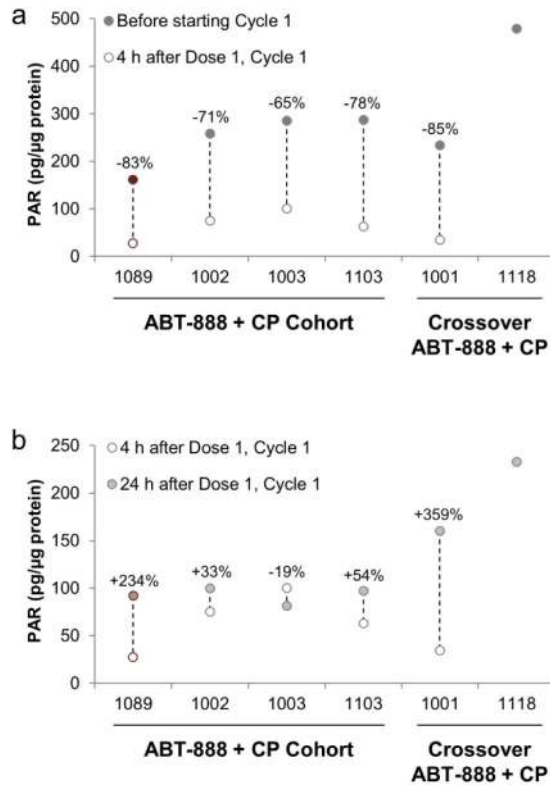 a
Before starting Cycle 1
4 h after Dose 1, Cycle 1
PAR (pg/µg protein)
500
400
300
200
100
0
-83%
-71%
-65%
-78%
-85%
1089 1002 1003 1103 1001 1118
ABT-888 + CP Cohort
Crossover
ABT-888 + CP
b
4 h after Dose 1, Cycle 1
24 h after Dose 1, Cycle 1
PAR (pg/µg protein)
250
200
150
100
50
0
+234%
+33%
-19%
+54%
+359%
1089 1002 1003 1103 1001 1118
ABT-888 + CP Cohort
Crossover
ABT-888 + CP